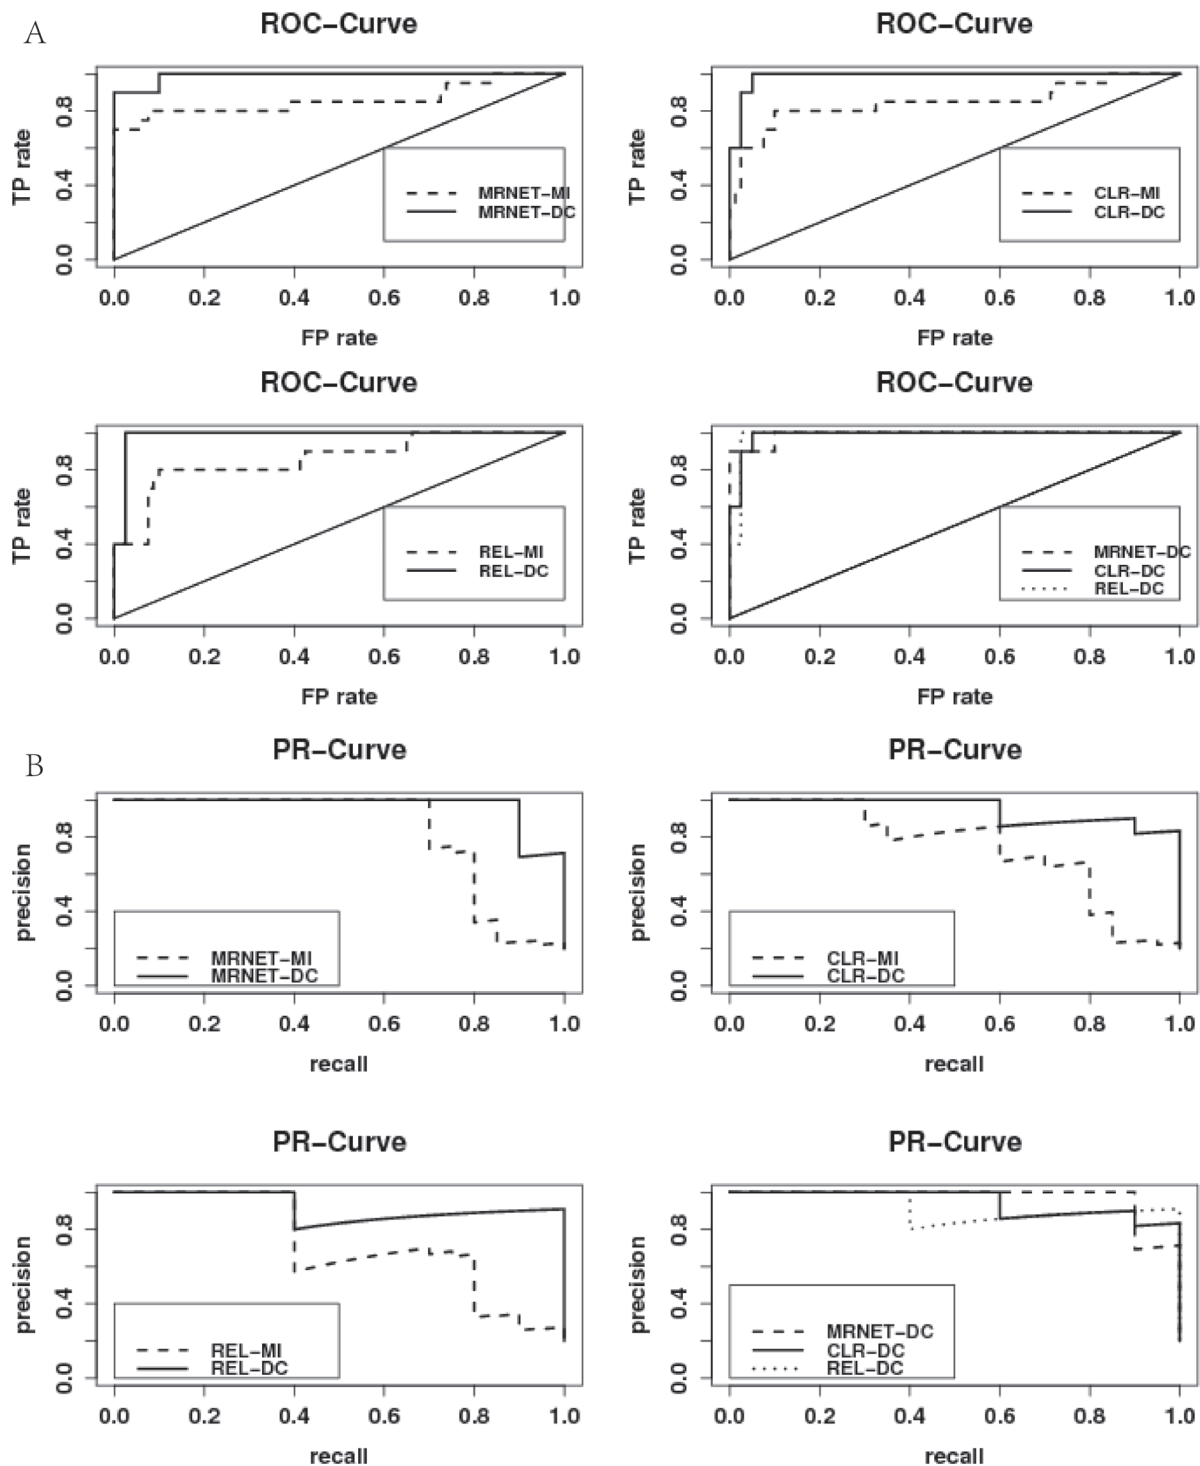 A
ROC–Curve
TP rate
0.0 0.4 0.8
MRNET–MI
MRNET–DC
0.0 0.2 0.4 0.6 0.8 1.0
FP rate
ROC–Curve
TP rate
0.0 0.4 0.8
CLR–MI
CLR–DC
0.0 0.2 0.4 0.6 0.8 1.0
FP rate
ROC–Curve
TP rate
0.0 0.4 0.8
REL–MI
REL–DC
0.0 0.2 0.4 0.6 0.8 1.0
FP rate
ROC–Curve
TP rate
0.0 0.4 0.8
MRNET–DC
CLR–DC
REL–DC
0.0 0.2 0.4 0.6 0.8 1.0
FP rate
B
PR–Curve
precision
0.0 0.4 0.8
MRNET–MI
MRNET–DC
0.0 0.2 0.4 0.6 0.8 1.0
recall
PR–Curve
precision
0.0 0.4 0.8
CLR–MI
CLR–DC
0.0 0.2 0.4 0.6 0.8 1.0
recall
PR–Curve
precision
0.0 0.4 0.8
REL–MI
REL–DC
0.0 0.2 0.4 0.6 0.8 1.0
recall
PR–Curve
precision
0.0 0.4 0.8
MRNET–DC
CLR–DC
REL–DC
0.0 0.2 0.4 0.6 0.8 1.0
recall